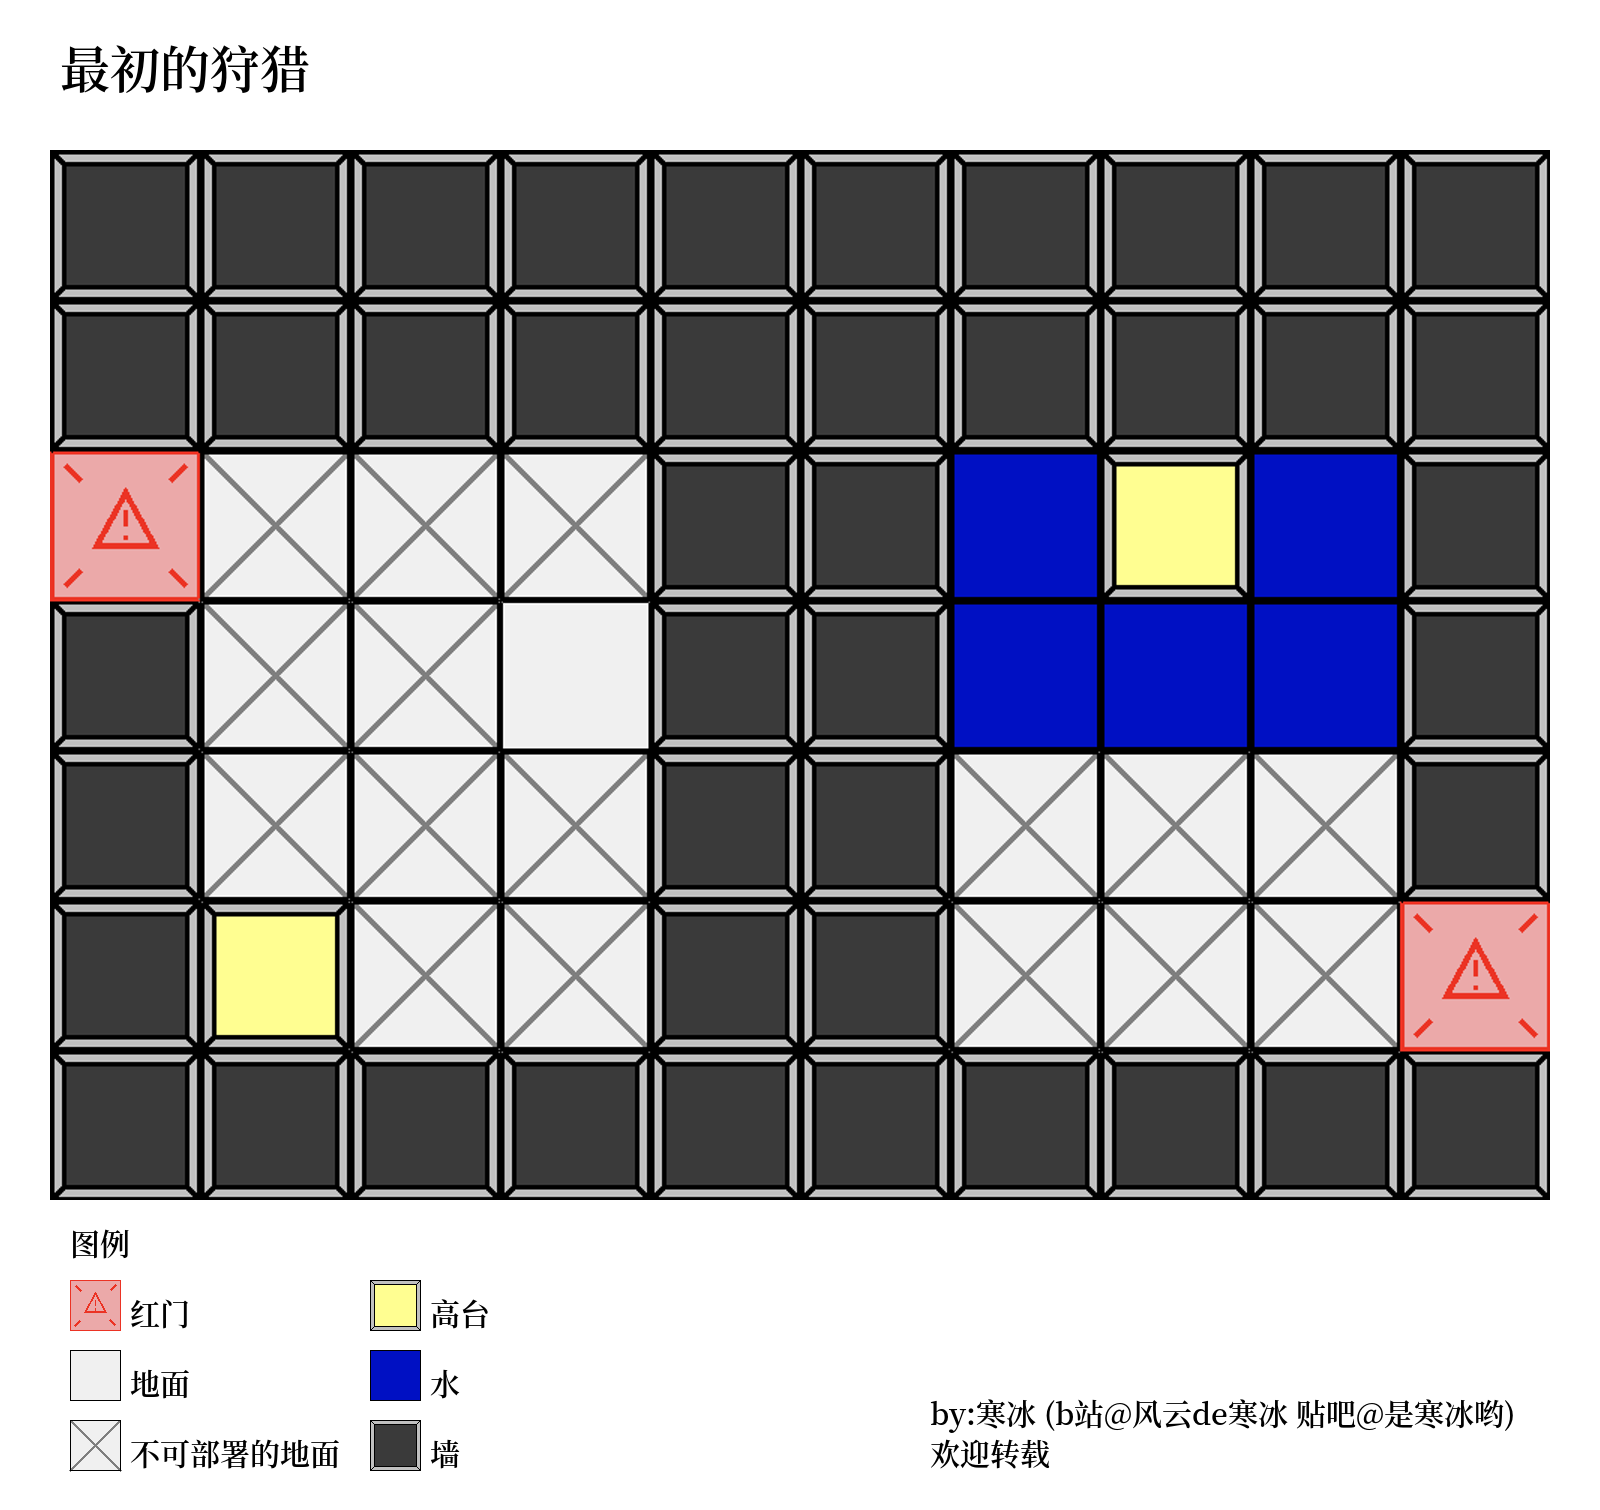 最初的狩猎
图例
红门
高台
地面
水
不可部署的地面
墙
by:寒冰 (b站@风云de寒冰 贴吧@是寒冰哟)
欢迎转载